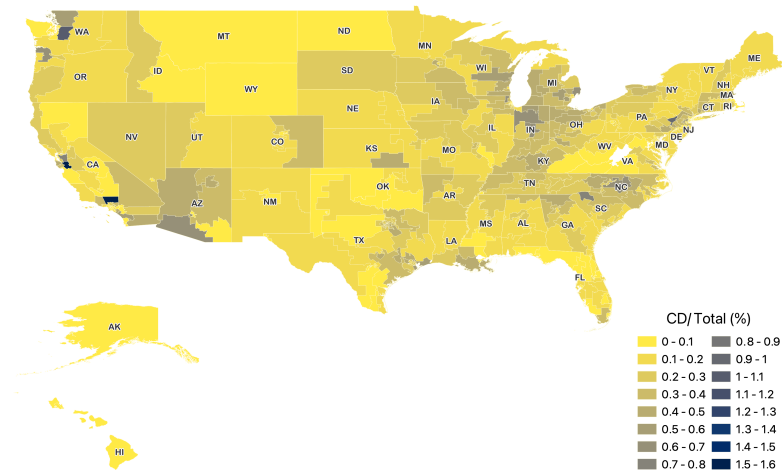 WA
MT
ND
MN
ME
OR
ID
SD
WI
MI
VT
NH
NY
MA
WY
CT
RI
NV
UT
NE
IA
IL
IN
OH
PA
NJ
DE
CO
CA
KS
MO
KY
WV
VA
MD
AZ
NM
OK
AR
TN
NC
SC
TX
LA
MS
AL
GA
FL
AK
HI
CD/Total (%)
0 - 0.1
0.1 - 0.2
0.2 - 0.3
0.3 - 0.4
0.4 - 0.5
0.5 - 0.6
0.6 - 0.7
0.7 - 0.8
0.8 - 0.9
0.9 - 1
1 - 1.1
1.1 - 1.2
1.2 - 1.3
1.3 - 1.4
1.4 - 1.5
1.5 - 1.6